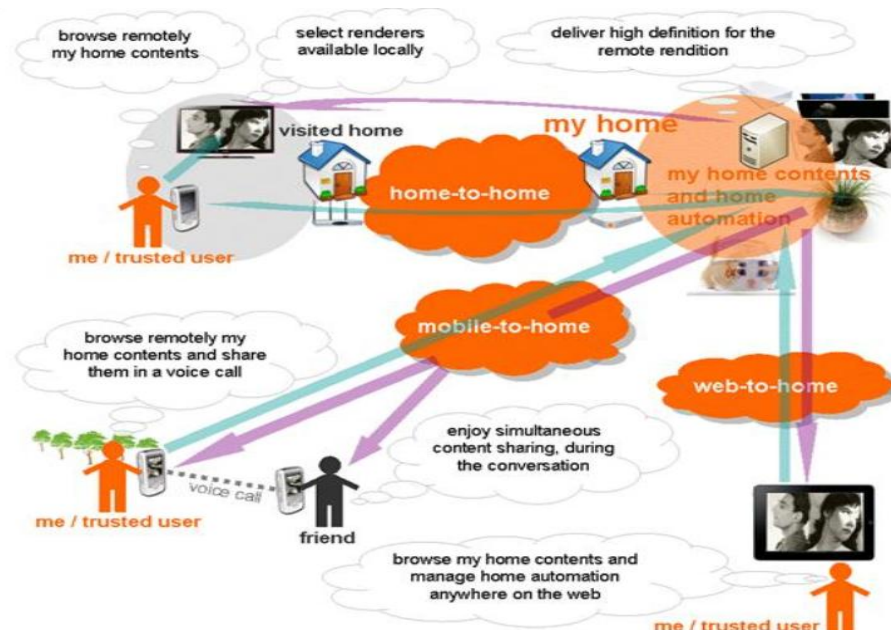 browse remotely
my home contents
select renderers
available locally
deliver high definition for the
remote rendition
visited home
my home
my home contents
and home
automation
home-to-home
me / trusted user
mobile-to-home
browse remotely my
home contents and share
them in a voice call
web-to-home
enjoy simultaneous
content sharing, during
the conversation
voice call
me / trusted user
friend
browse my home contents and
manage home automation
anywhere on the web
me / trusted user